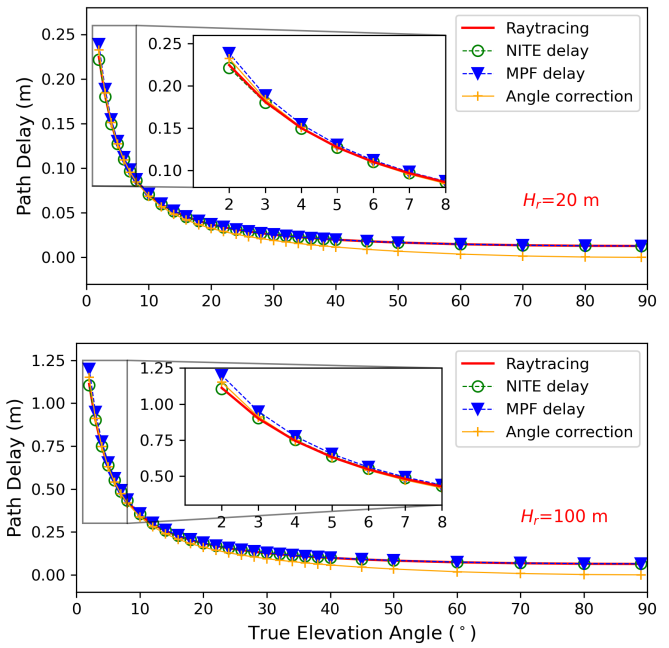 Path Delay (m)
0.25
0.20
0.15
0.10
0.05
0.00
0 10 20 30 40 50 60 70 80 90
0.25
0.20
0.15
0.10
2 3 4 5 6 7 8
Raytracing
NITE delay
MPF delay
Angle correction
H_r=20 m
Path Delay (m)
1.25
1.00
0.75
0.50
0.25
0.00
0 10 20 30 40 50 60 70 80 90
1.25
1.00
0.75
0.50
2 3 4 5 6 7 8
Raytracing
NITE delay
MPF delay
Angle correction
H_r=100 m
True Elevation Angle (°)